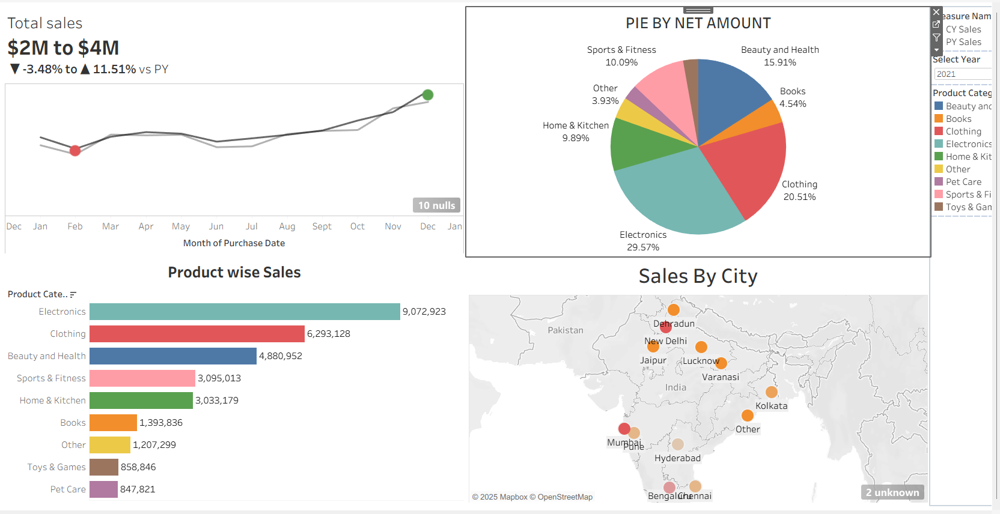 Total sales
$2M to $4M
▼ -3.48% to ▲ 11.51% vs PY
10 nulls
Dec Jan Feb Mar Apr May Jun Jul Aug Sept Oct Nov Dec Jan
Month of Purchase Date
PIE BY NET AMOUNT
Sports & Fitness
10.09%
Beauty and Health
15.91%
Other
3.93%
Books
4.54%
Home & Kitchen
9.89%
Clothing
20.51%
Electronics
29.57%
easure Nam
CY Sales
PY Sales
Select Year
2021
Product Categ
Beauty and
Books
Clothing
Electronics
Home & Kit
Other
Pet Care
Sports & Fi
Toys & Gam
Product wise Sales
Product Cate..
Electronics 9,072,923
Clothing 6,293,128
Beauty and Health 4,880,952
Sports & Fitness 3,095,013
Home & Kitchen 3,033,179
Books 1,393,836
Other 1,207,299
Toys & Games 858,846
Pet Care 847,821
Sales By City
Pakistan
Dehradun
New Delhi
Jaipur
Lucknow
Varanasi
India
Kolkata
Other
Mumbai
Pune
Hyderabad
Bengaluru
Chennai
© 2025 Mapbox © OpenStreetMap
2 unknown